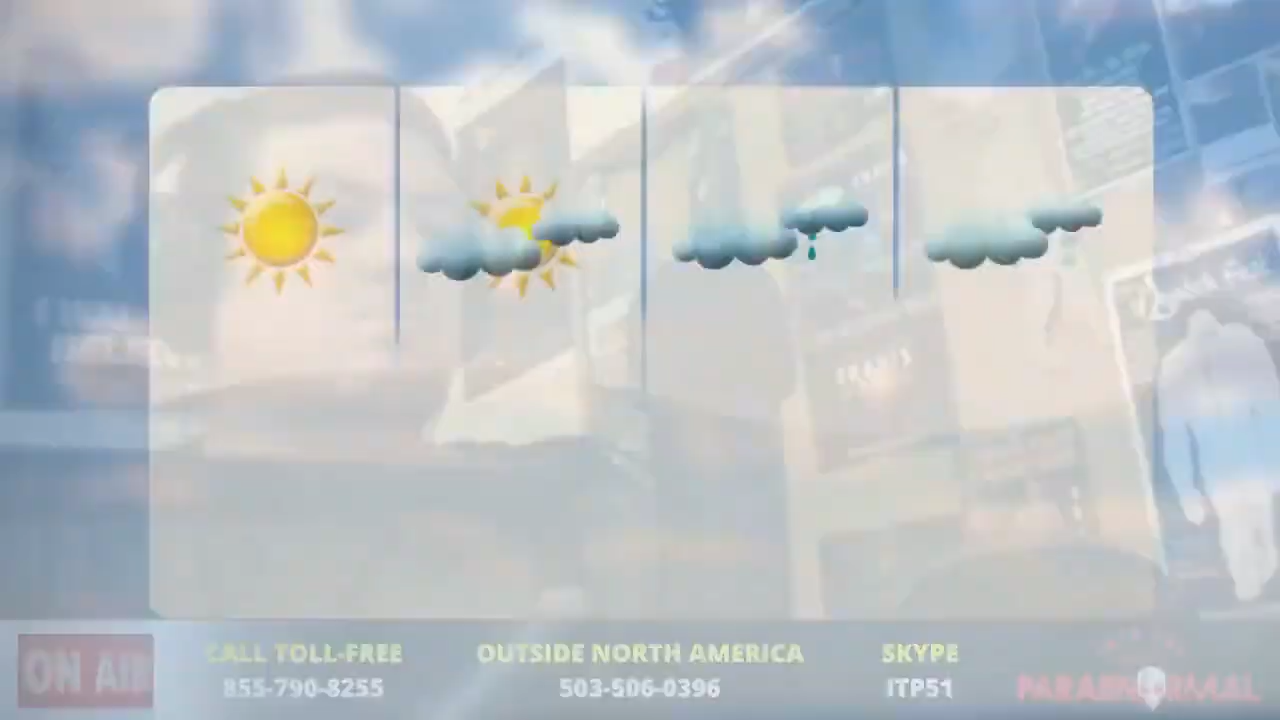 ON AIR
CALL TOLL-FREE
855-790-8255
OUTSIDE NORTH AMERICA
503-506-0396
SKYPE
ITP51
PARANORMAL